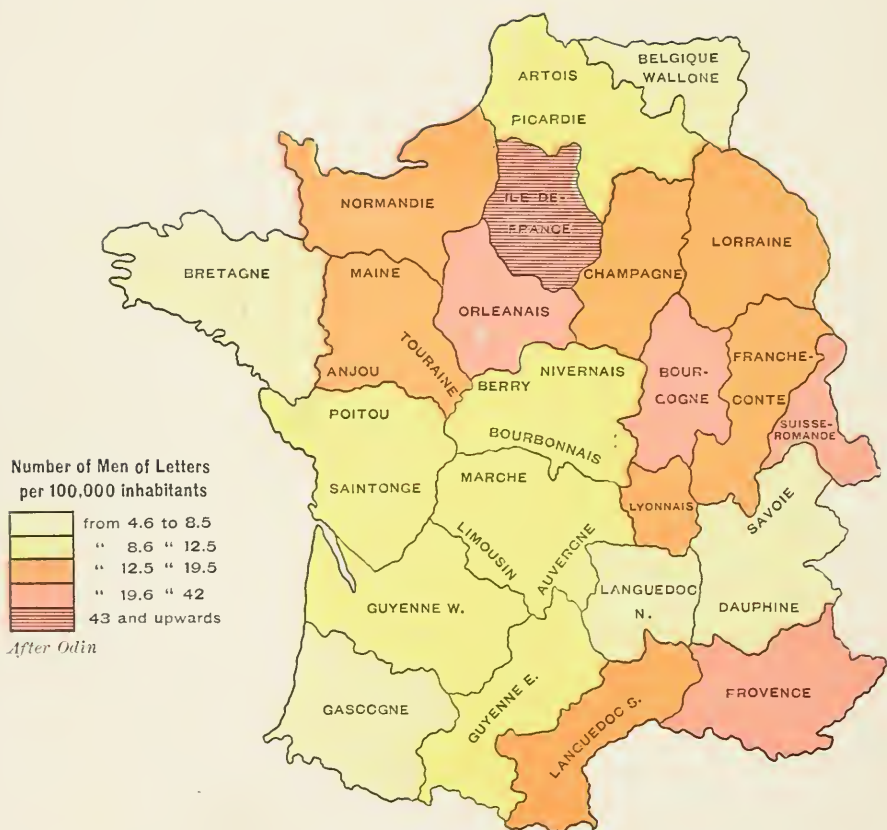 BELGIQUE
WALLONE
ARTOIS
PICARDIE
NORMANDIE
ILE DE-
FRANCE
LORRAINE
CHAMPAGNE
BRETAGNE
MAINE
ORLEANAIS
ANJOU
TOURAINE
BERRY
NIVERNAIS
BOURBONNAIS
BOUR-
COGNE
FRANCHE-
CONTE
SUISSE-
ROMANDE
POITOU
SAINTONGE
MARCHE
LIMOUSIN
AUVERGNE
LYONNAIS
SAVOIE
DAUPHINE
LANGUEDOC
N.
GUYENNE W.
GUYENNE E.
GASCOGNE
LANGUEDOC S.
FROVENCE
Number of Men of Letters
per 100,000 inhabitants
from 4.6 to 8.5
“ 8.6 “ 12.5
“ 12.5 “ 19.5
“ 19.6 “ 42
43 and upwards
After Odin